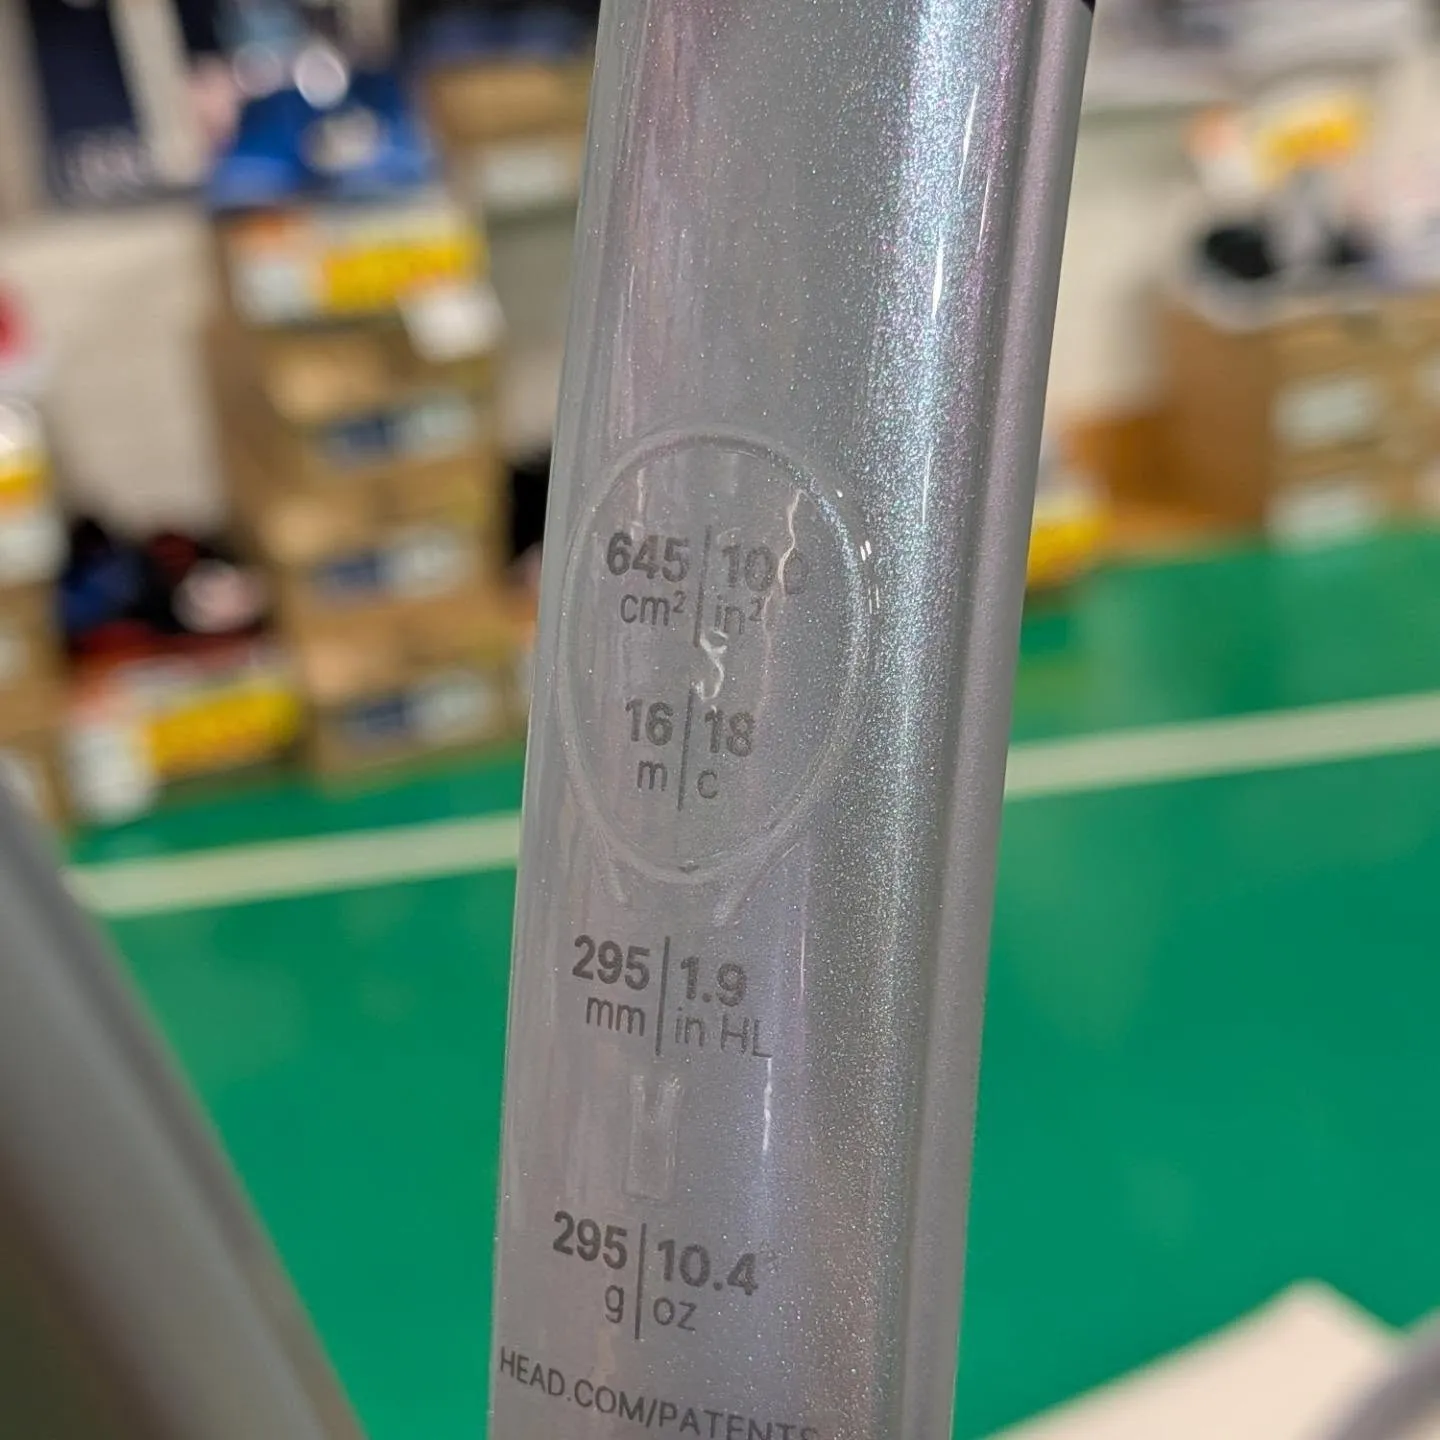 645 | 100
cm² | in²
16 | 18
m | c
295 | 1.9
mm | in HL
295 | 10.4
g | oz
HEAD.COM/PATENTS